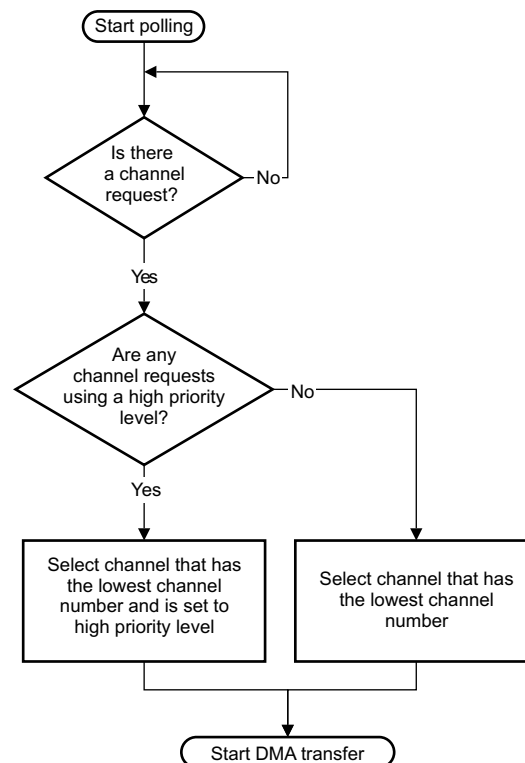 Start polling
Is there
a channel
request?
No
Yes
Are any
channel requests
using a high priority
level?
No
Yes
Select channel that has
the lowest channel
number and is set to
high priority level
Select channel that has
the lowest channel
number
Start DMA transfer